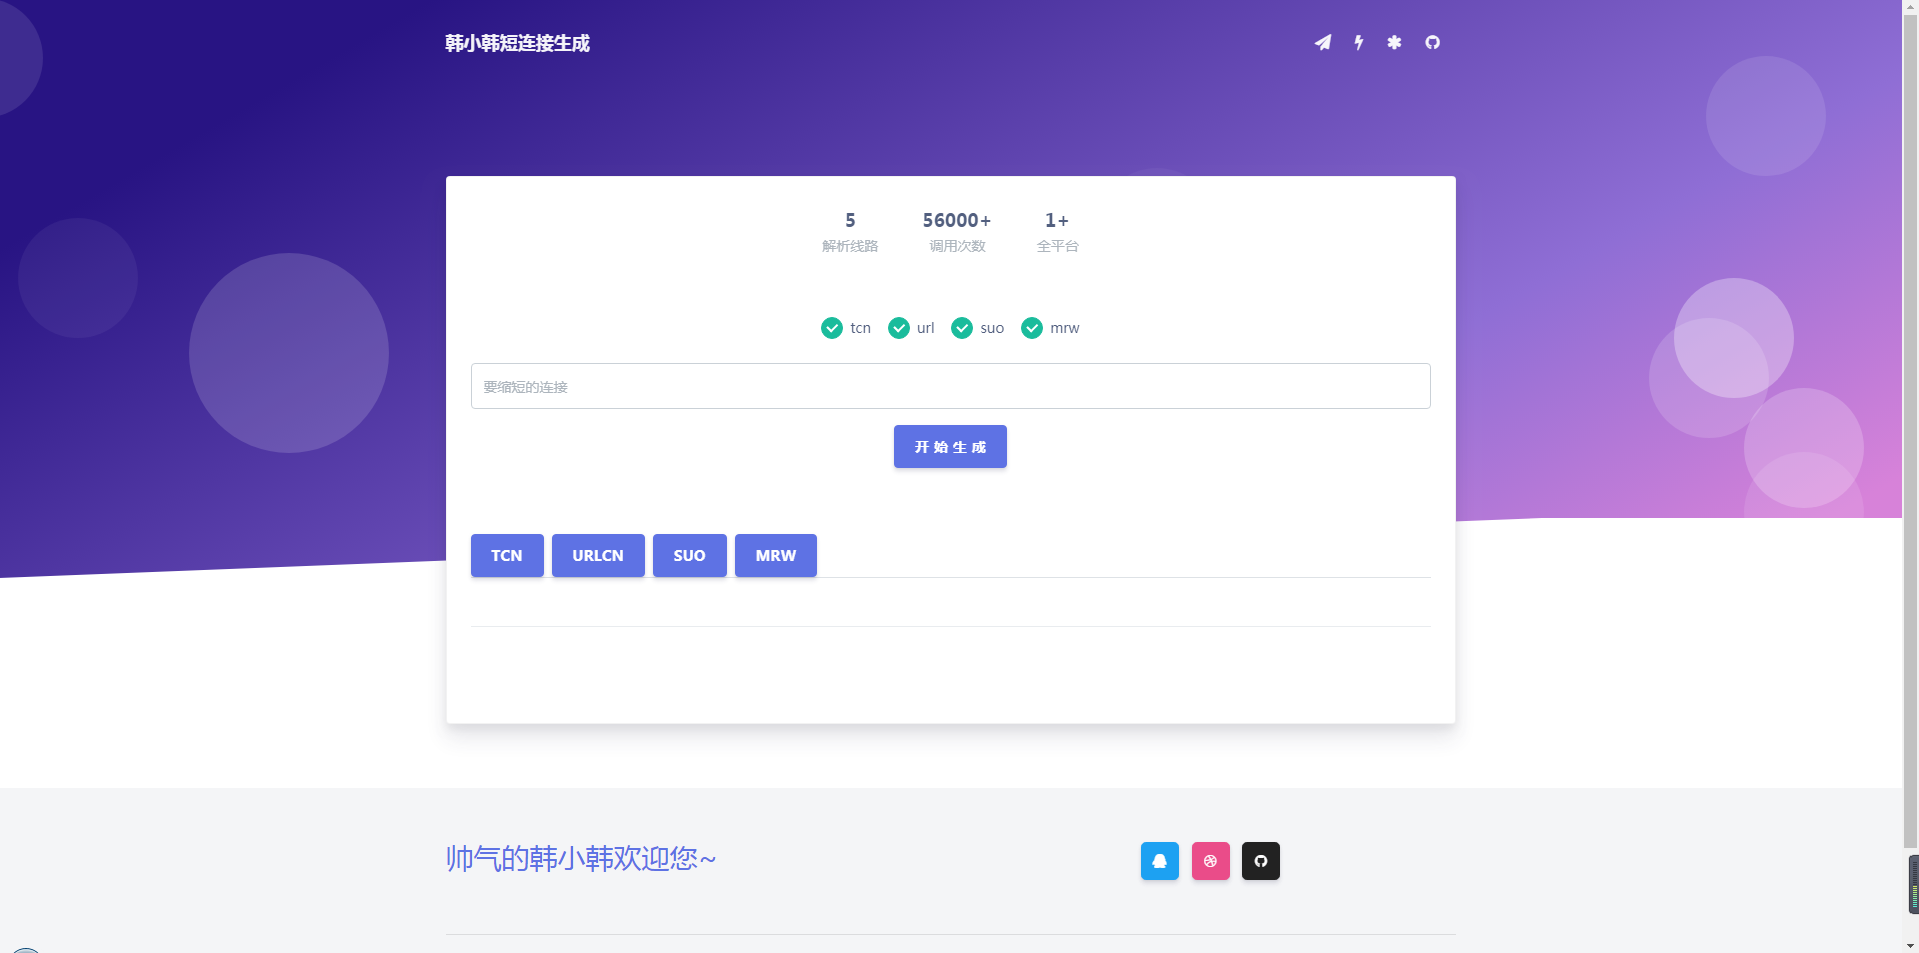 韩小韩短连接生成
5 56000+ 1+
解析线路 调用次数 全平台
tcn url suo mrw
要缩短的连接
开 始 生 成
TCN URLCN SUO MRW
帅气的韩小韩欢迎您~